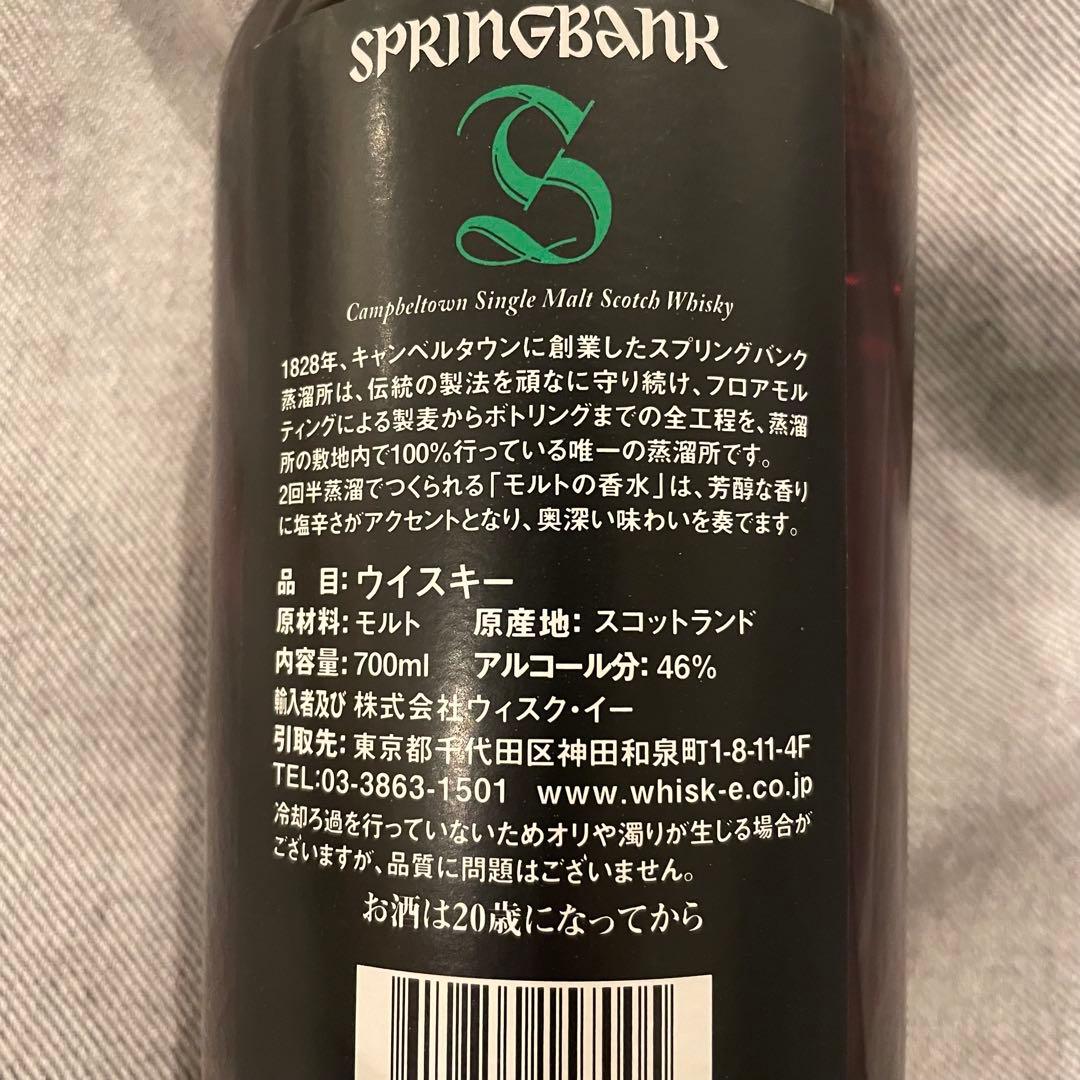 SPRINGBANK
S
Campbeltown Single Malt Scotch Whisky
1828年、キャンベルタウンに創業したスプリングバンク
蒸溜所は、伝統の製法を頑なに守り続け、フロアモル
ティングによる製麦からボトリングまでの全工程を、蒸溜
所の敷地内で100%行っている唯一の蒸溜所です。
2回半蒸溜でつくられる「モルトの香水」は、芳醇な香り
に塩辛さがアクセントとなり、奥深い味わいを奏でます。
品 目: ウイスキー
原材料: モルト 原産地: スコットランド
内容量: 700ml アルコール分: 46%
輸入者及び 株式会社ウィスク・イー
引取先: 東京都千代田区神田和泉町1-8-11-4F
TEL:03-3863-1501 www.whisk-e.co.jp
冷却ろ過を行っていないためオリや濁りが生じる場合が
ございますが、品質に問題はございません。
お酒は20歳になってから